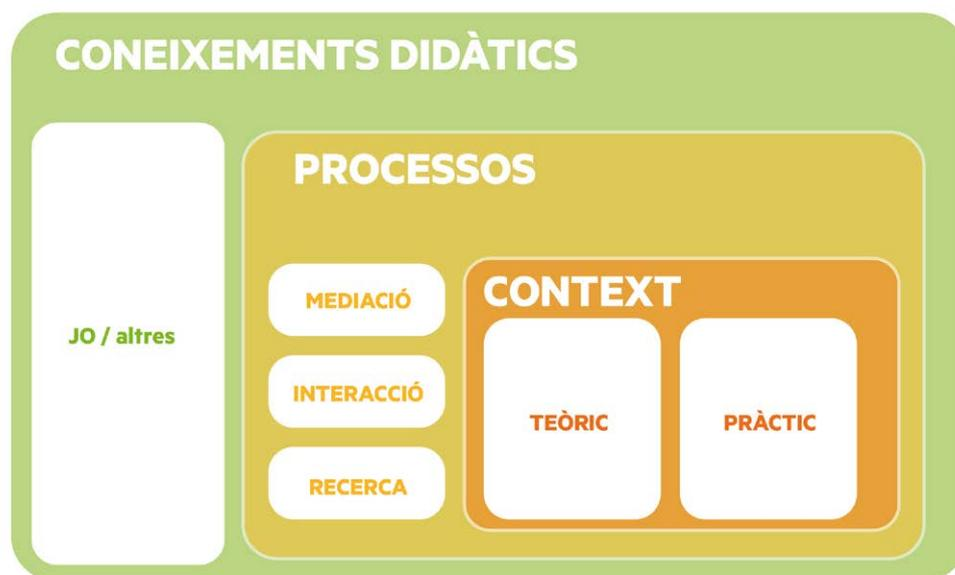 CONEIXEMENTS DIDÀTICS
JO / altres
PROCESSOS
MEDIACIÓ
INTERACCIÓ
RECERCA
CONTEXT
TEÒRIC
PRÀCTIC